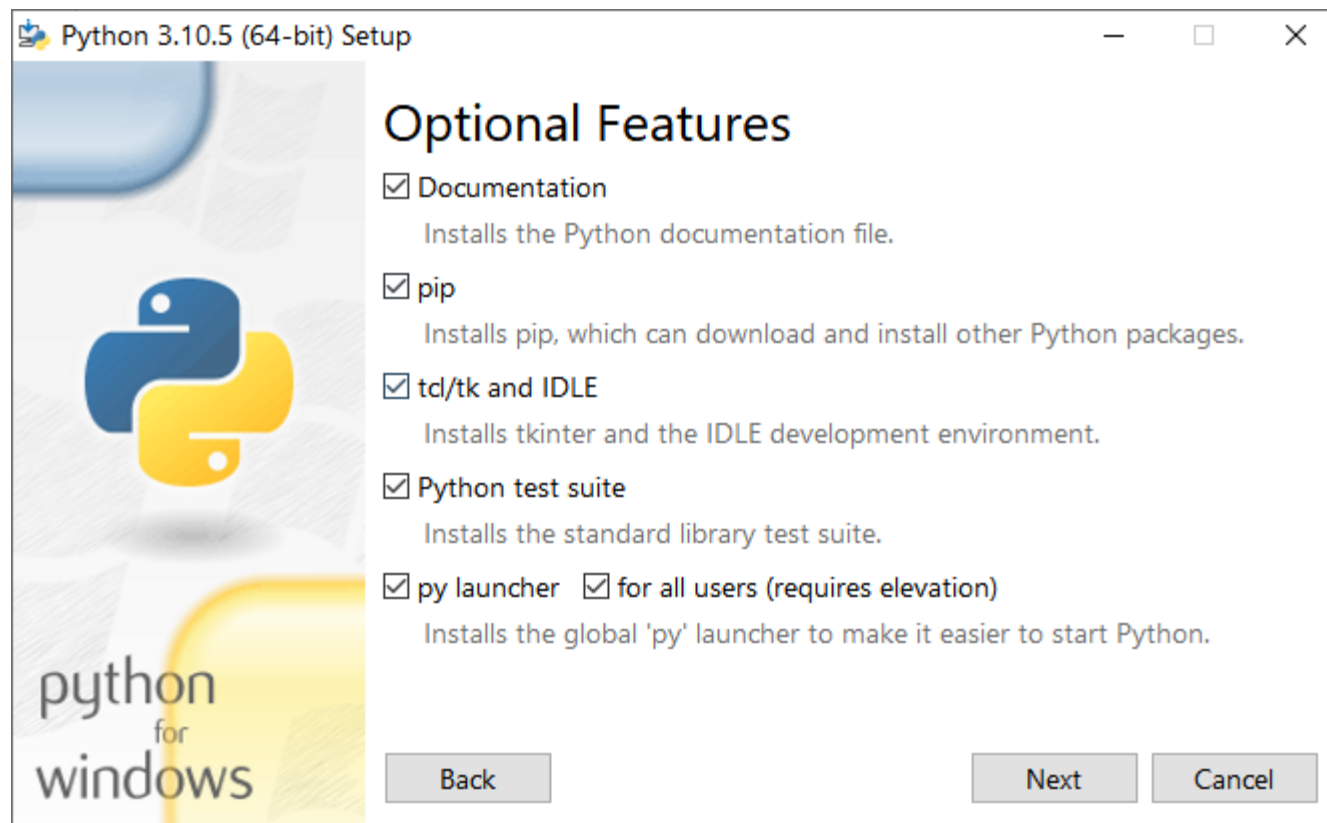 Python 3.10.5 (64-bit) Setup
Optional Features
Documentation
Installs the Python documentation file.
pip
Installs pip, which can download and install other Python packages.
tcl/tk and IDLE
Installs tkinter and the IDLE development environment.
Python test suite
Installs the standard library test suite.
py launcher for all users (requires elevation)
Installs the global 'py' launcher to make it easier to start Python.
python
for
windows
Back Next Cancel